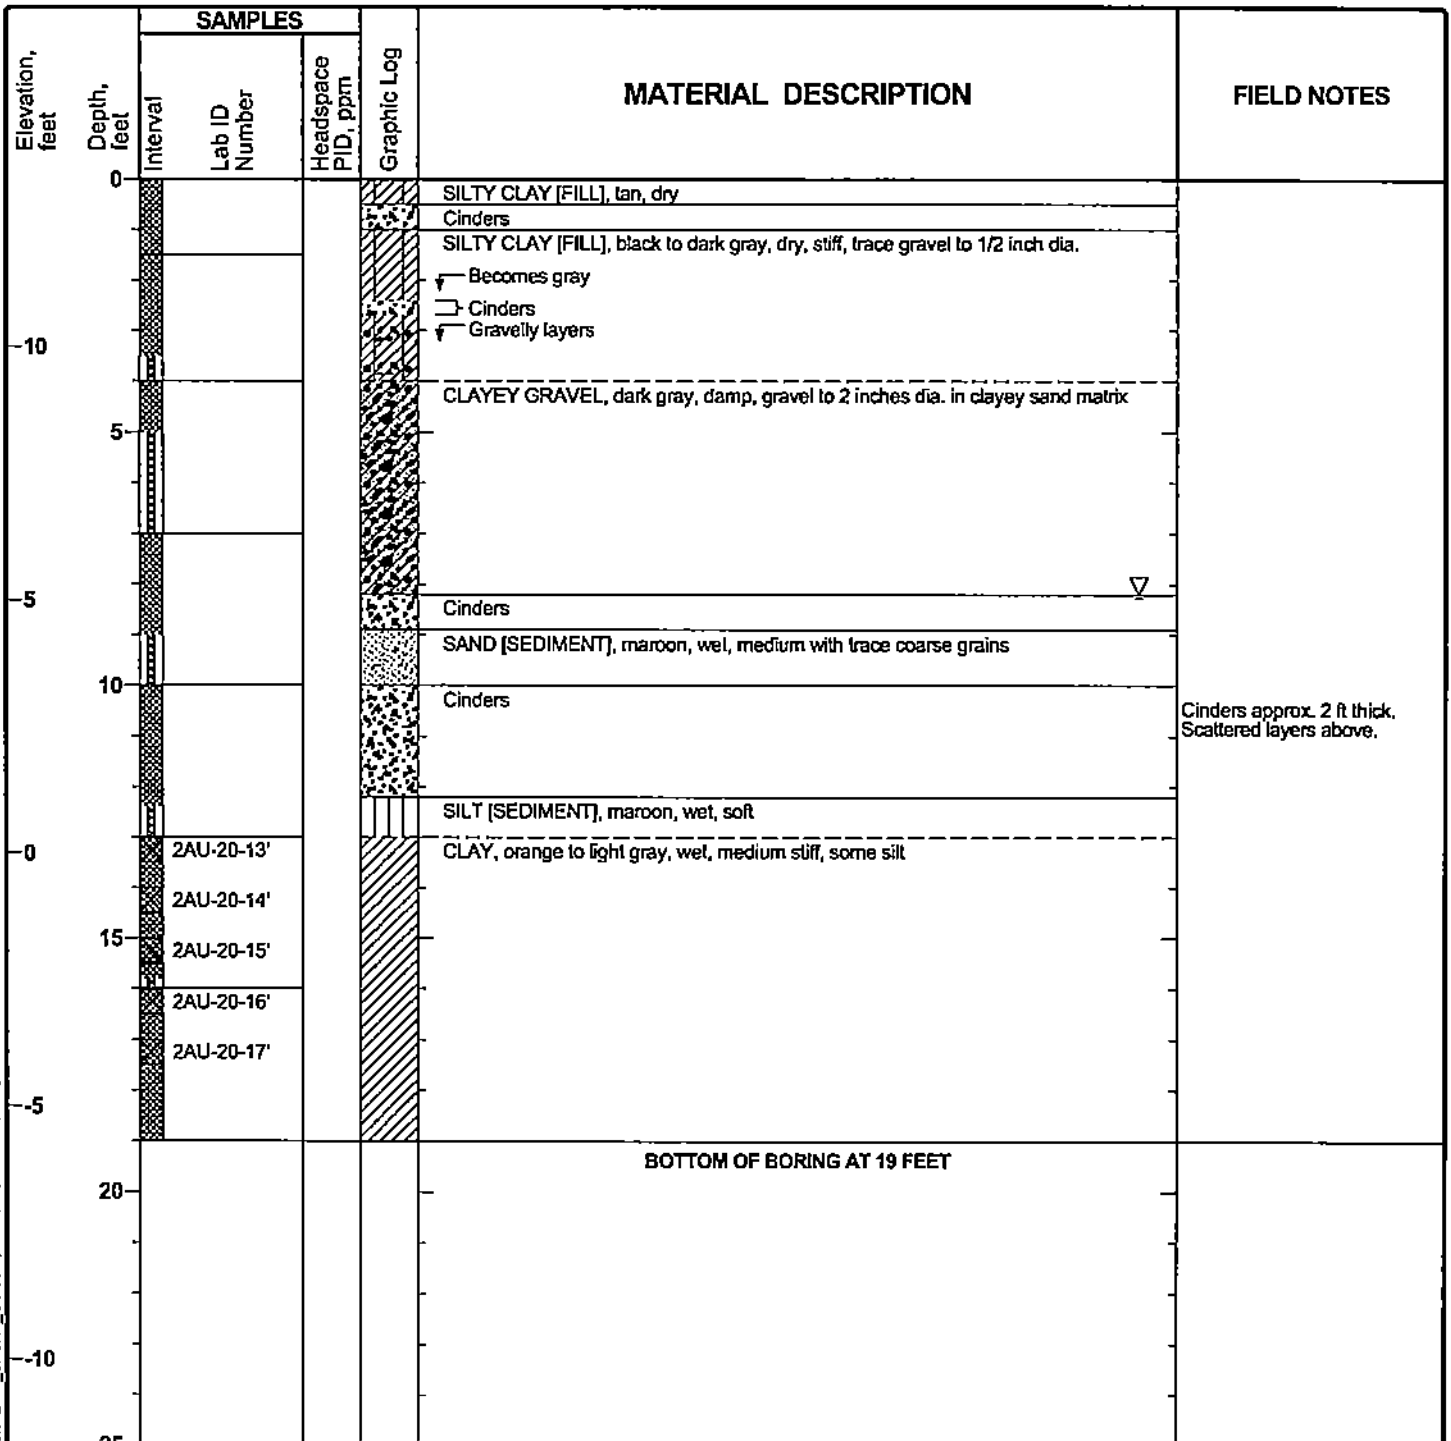 SAMPLES
Elevation,
feet
Depth,
feet
Interval
Lab ID
Number
Headspace
PID, ppm
Graphic Log
MATERIAL DESCRIPTION
FIELD NOTES
0
SILTY CLAY [FILL], tan, dry
Cinders
SILTY CLAY [FILL], black to dark gray, dry, stiff, trace gravel to 1/2 inch dia.
Becomes gray
Cinders
Gravelly layers
10
CLAYEY GRAVEL, dark gray, damp, gravel to 2 inches dia. in clayey sand matrix
5
5
Cinders
SAND [SEDIMENT], maroon, wet, medium with trace coarse grains
10
Cinders
Cinders approx. 2 ft thick.
Scattered layers above.
SILT [SEDIMENT], maroon, wet, soft
0
2AU-20-13'
CLAY, orange to light gray, wet, medium stiff, some silt
2AU-20-14'
15
2AU-20-15'
2AU-20-16'
2AU-20-17'
-5
BOTTOM OF BORING AT 19 FEET
20
-10